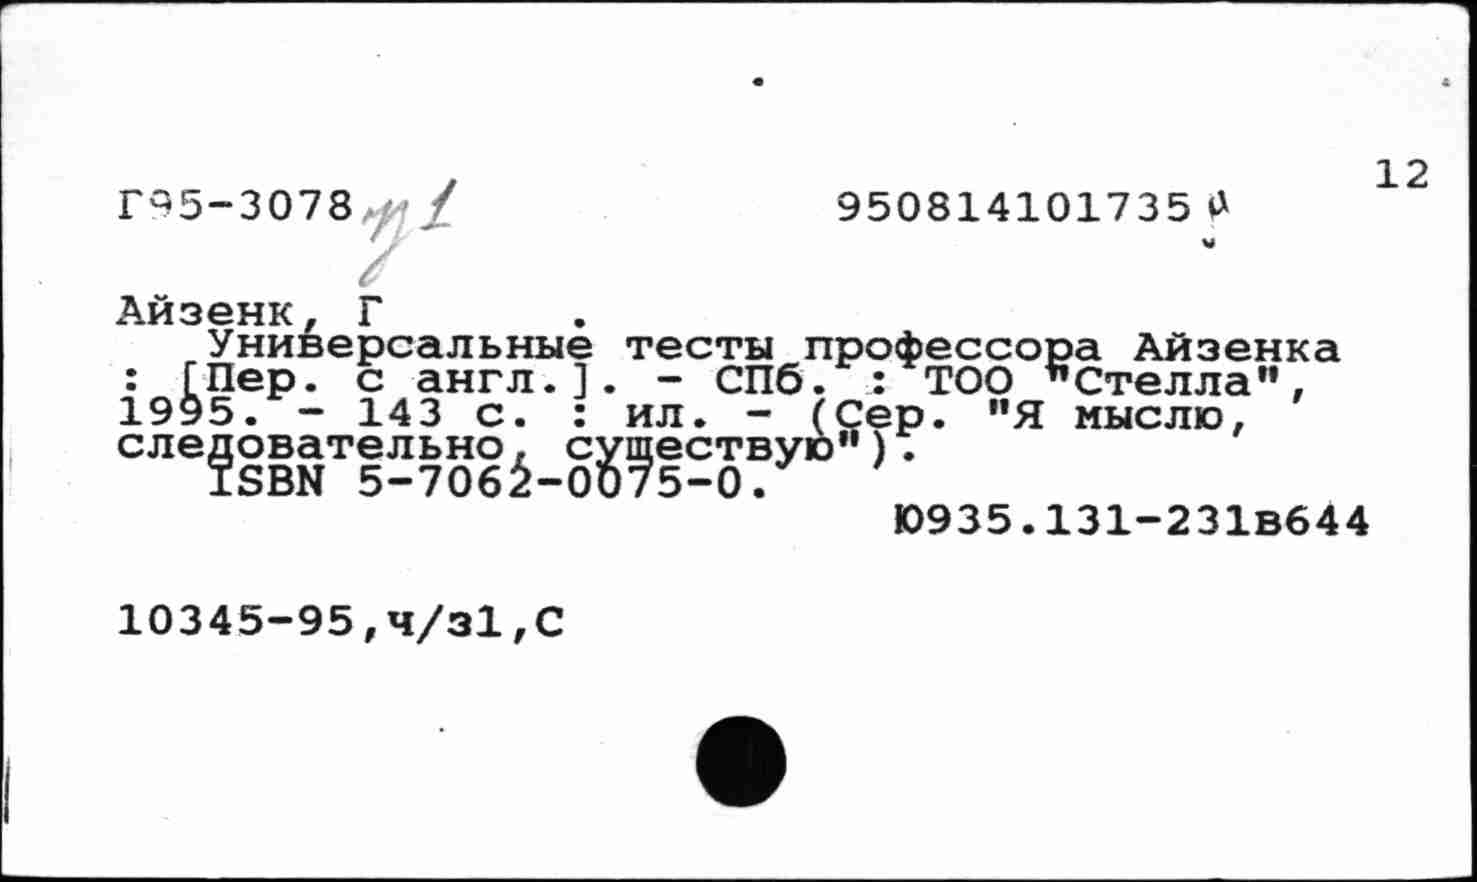 12
Г95-3078 950814101735
Айзенк, Г .
Универсальные тесты профессора Айзенка
: [Пер. с англ.]. - СПб. : ТОО "Стелла",
1995. - 143 с. : ил. - (Сер. "Я мыслю,
следовательно, существую").
ISBN 5-7062-0075-0.
Ю935.131-231в644
10345-95,ч/з1,С